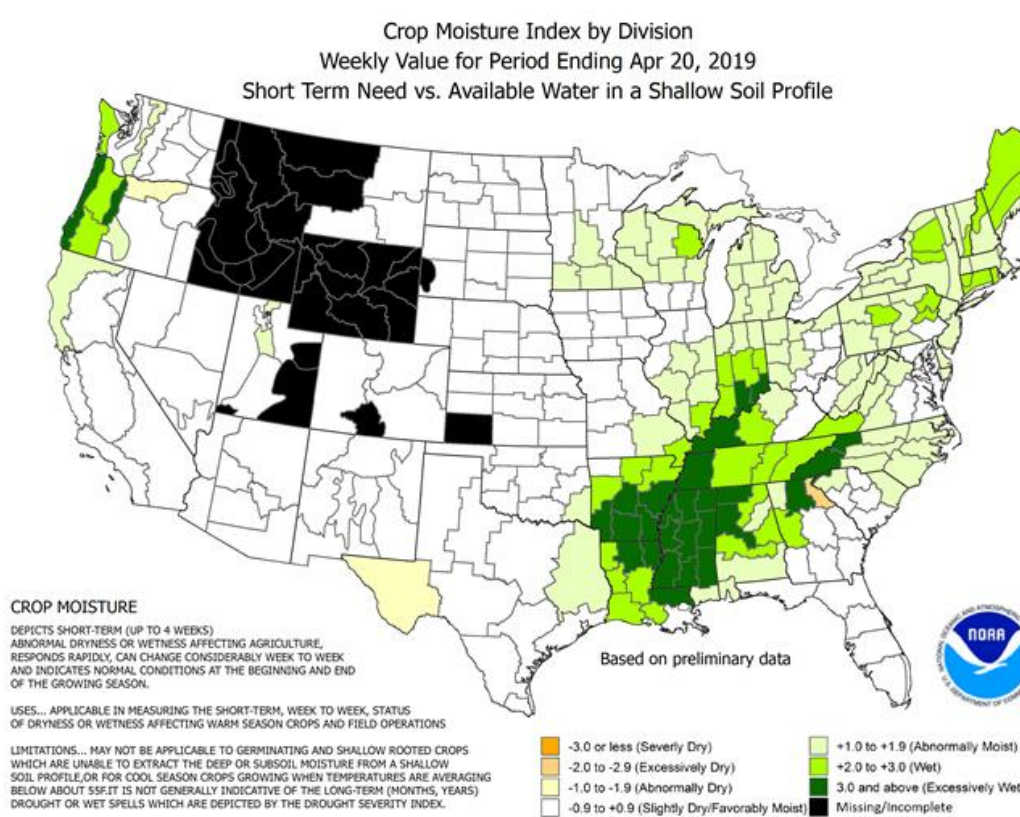 Crop Moisture Index by Division
Weekly Value for Period Ending Apr 20, 2019
Short Term Need vs. Available Water in a Shallow Soil Profile
CROP MOISTURE
DEPICTS SHORT-TERM (UP TO 4 WEEKS)
ABNORMAL DRYNESS OR WETNESS AFFECTING AGRICULTURE,
RESPONDS RAPIDLY, CAN CHANGE CONSIDERABLY WEEK TO WEEK
AND INDICATES NORMAL CONDITIONS AT THE BEGINNING AND END
OF THE GROWING SEASON.
USES... APPLICABLE IN MEASURING THE SHORT-TERM, WEEK TO WEEK, STATUS
OF DRYNESS OR WETNESS AFFECTING WARM SEASON CROPS AND FIELD OPERATIONS
LIMITATIONS... MAY NOT BE APPLICABLE TO GERMINATING AND SHALLOW ROOTED CROPS
WHICH ARE UNABLE TO EXTRACT THE DEEP OR SUBSOIL MOISTURE FROM A SHALLOW
SOIL PROFILE,OR FOR COOL SEASON CROPS GROWING WHEN TEMPERATURES ARE AVERAGING
BELOW ABOUT 55F.IT IS NOT GENERALLY INDICATIVE OF THE LONG-TERM (MONTHS, YEARS)
DROUGHT OR WET SPELLS WHICH ARE DEPICTED BY THE DROUGHT SEVERITY INDEX.
Based on preliminary data
NOAA
-3.0 or less (Severly Dry)
-2.0 to -2.9 (Excessively Dry)
-1.0 to -1.9 (Abnormally Dry)
-0.9 to +0.9 (Slightly Dry/Favorably Moist)
+1.0 to +1.9 (Abnormally Moist)
+2.0 to +3.0 (Wet)
3.0 and above (Excessively Wet
Missing/Incomplete